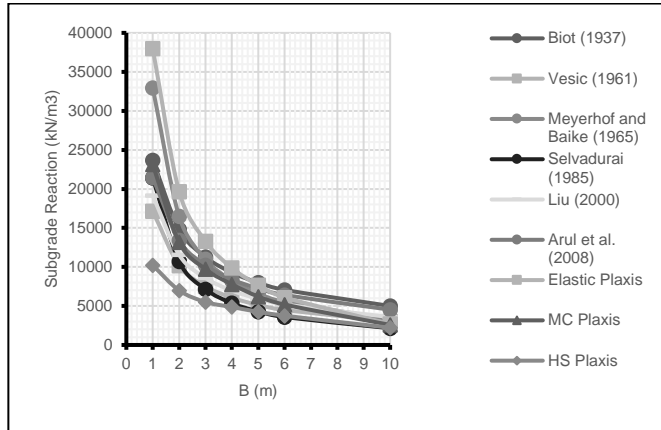 40000
35000
30000
25000
20000
15000
10000
5000
0
Subgrade Reaction (kN/m3)
0 1 2 3 4 5 6 7 8 9 10
B (m)
Biot (1937)
Vesic (1961)
Meyerhof and
Baike (1965)
Selvadurai
(1985)
Liu (2000)
Arul et al.
(2008)
Elastic Plaxis
MC Plaxis
HS Plaxis